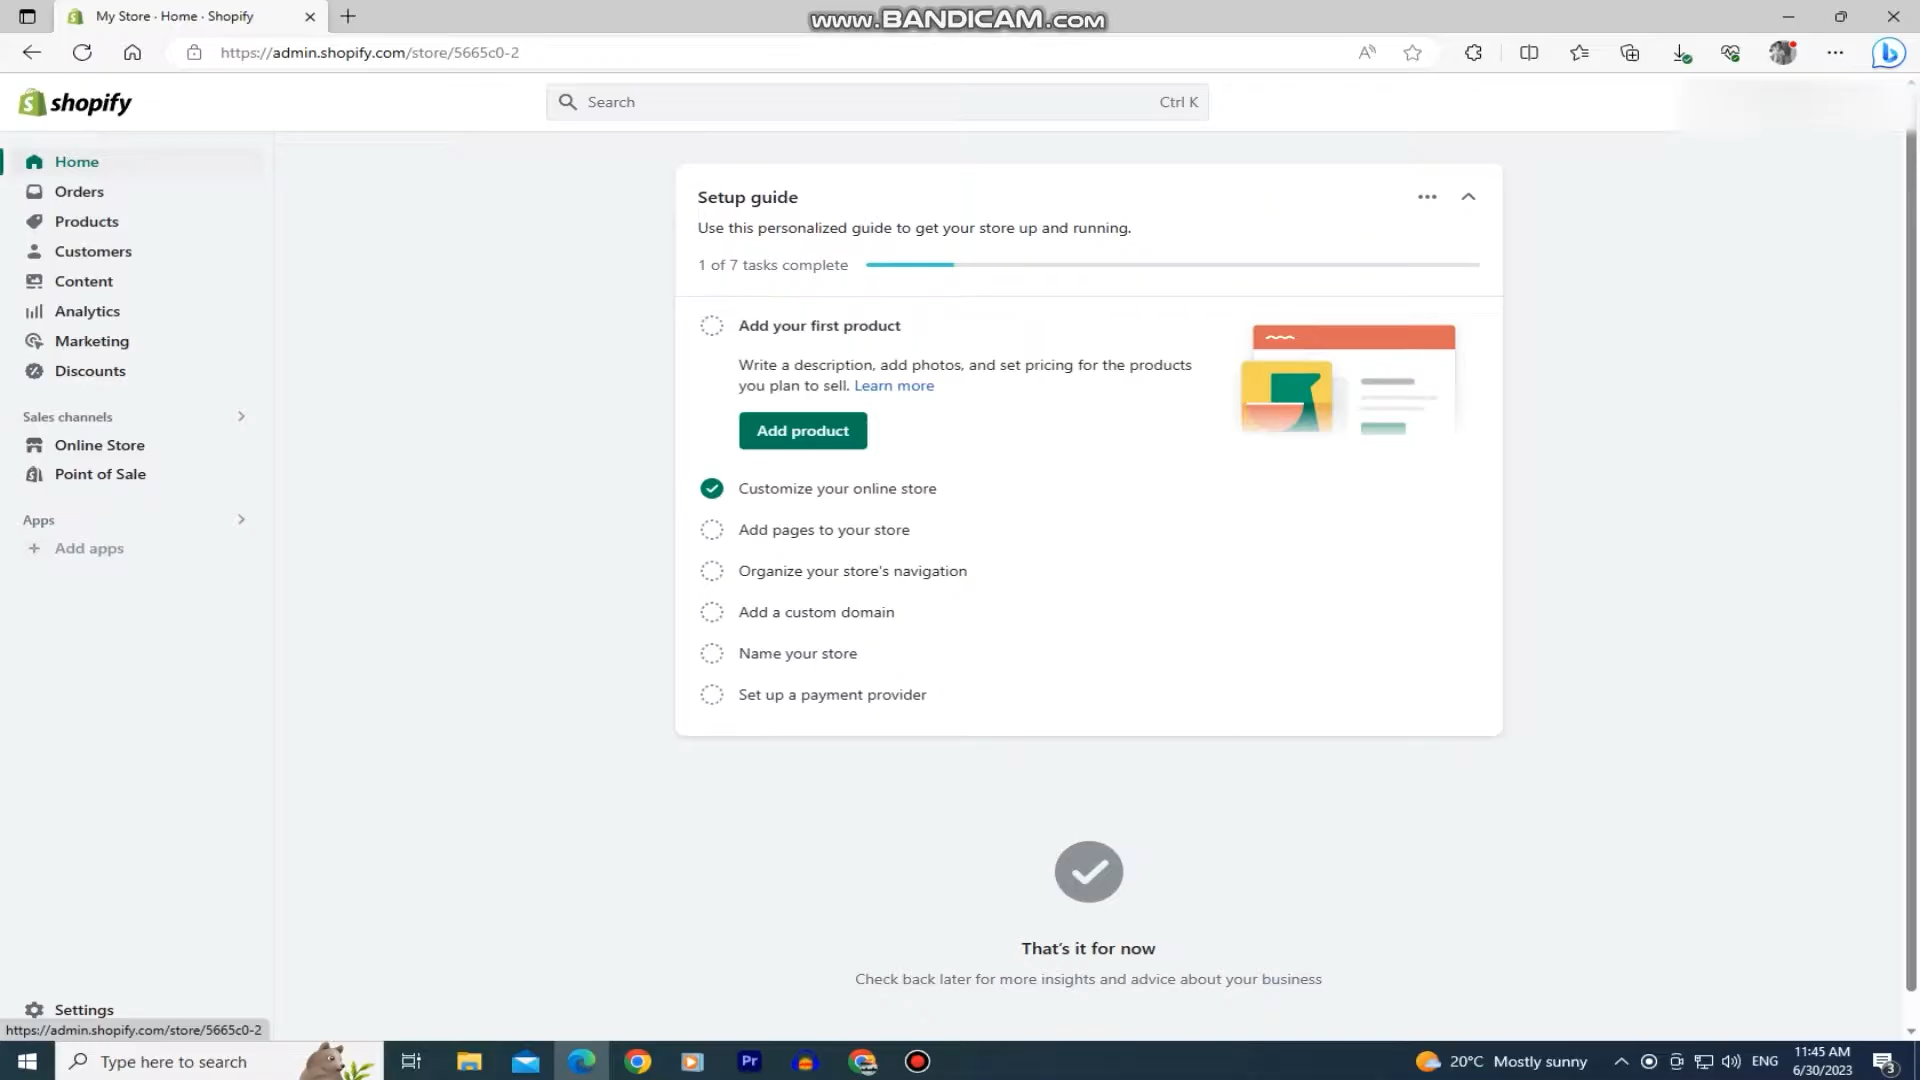 My Store · Home · Shopify
www.BANDICAM.com
https://admin.shopify.com/store/5665c0-2
shopify
Search
Ctrl K
Home
Orders
Products
Customers
Content
Analytics
Marketing
Discounts
Sales channels
Online Store
Point of Sale
Apps
Add apps
Settings
https://admin.shopify.com/store/5665c0-2
Setup guide
Use this personalized guide to get your store up and running.
1 of 7 tasks complete
Add your first product
Write a description, add photos, and set pricing for the products
you plan to sell. Learn more
Add product
Customize your online store
Add pages to your store
Organize your store's navigation
Add a custom domain
Name your store
Set up a payment provider
That's it for now
Check back later for more insights and advice about your business
Type here to search
Pr
20°C Mostly sunny
ENG
11:45 AM
6/30/2023
3